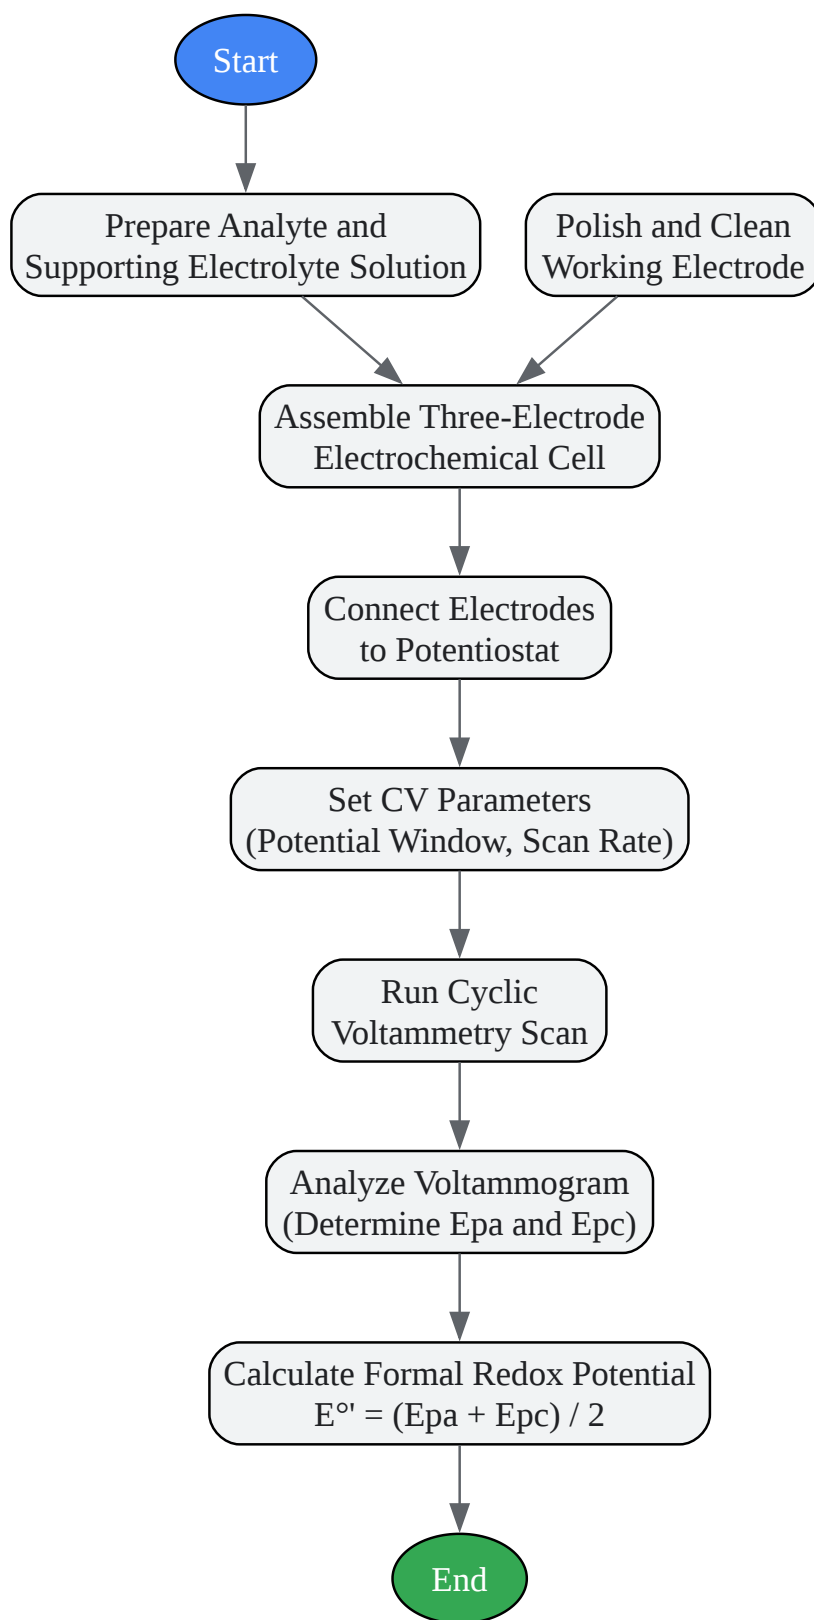 Start
Prepare Analyte and
Supporting Electrolyte Solution
Polish and Clean
Working Electrode
Assemble Three-Electrode
Electrochemical Cell
Connect Electrodes
to Potentiostat
Set CV Parameters
(Potential Window, Scan Rate)
Run Cyclic
Voltammetry Scan
Analyze Voltammogram
(Determine Epa and Epc)
Calculate Formal Redox Potential
E°' = (Epa + Epc) / 2
End